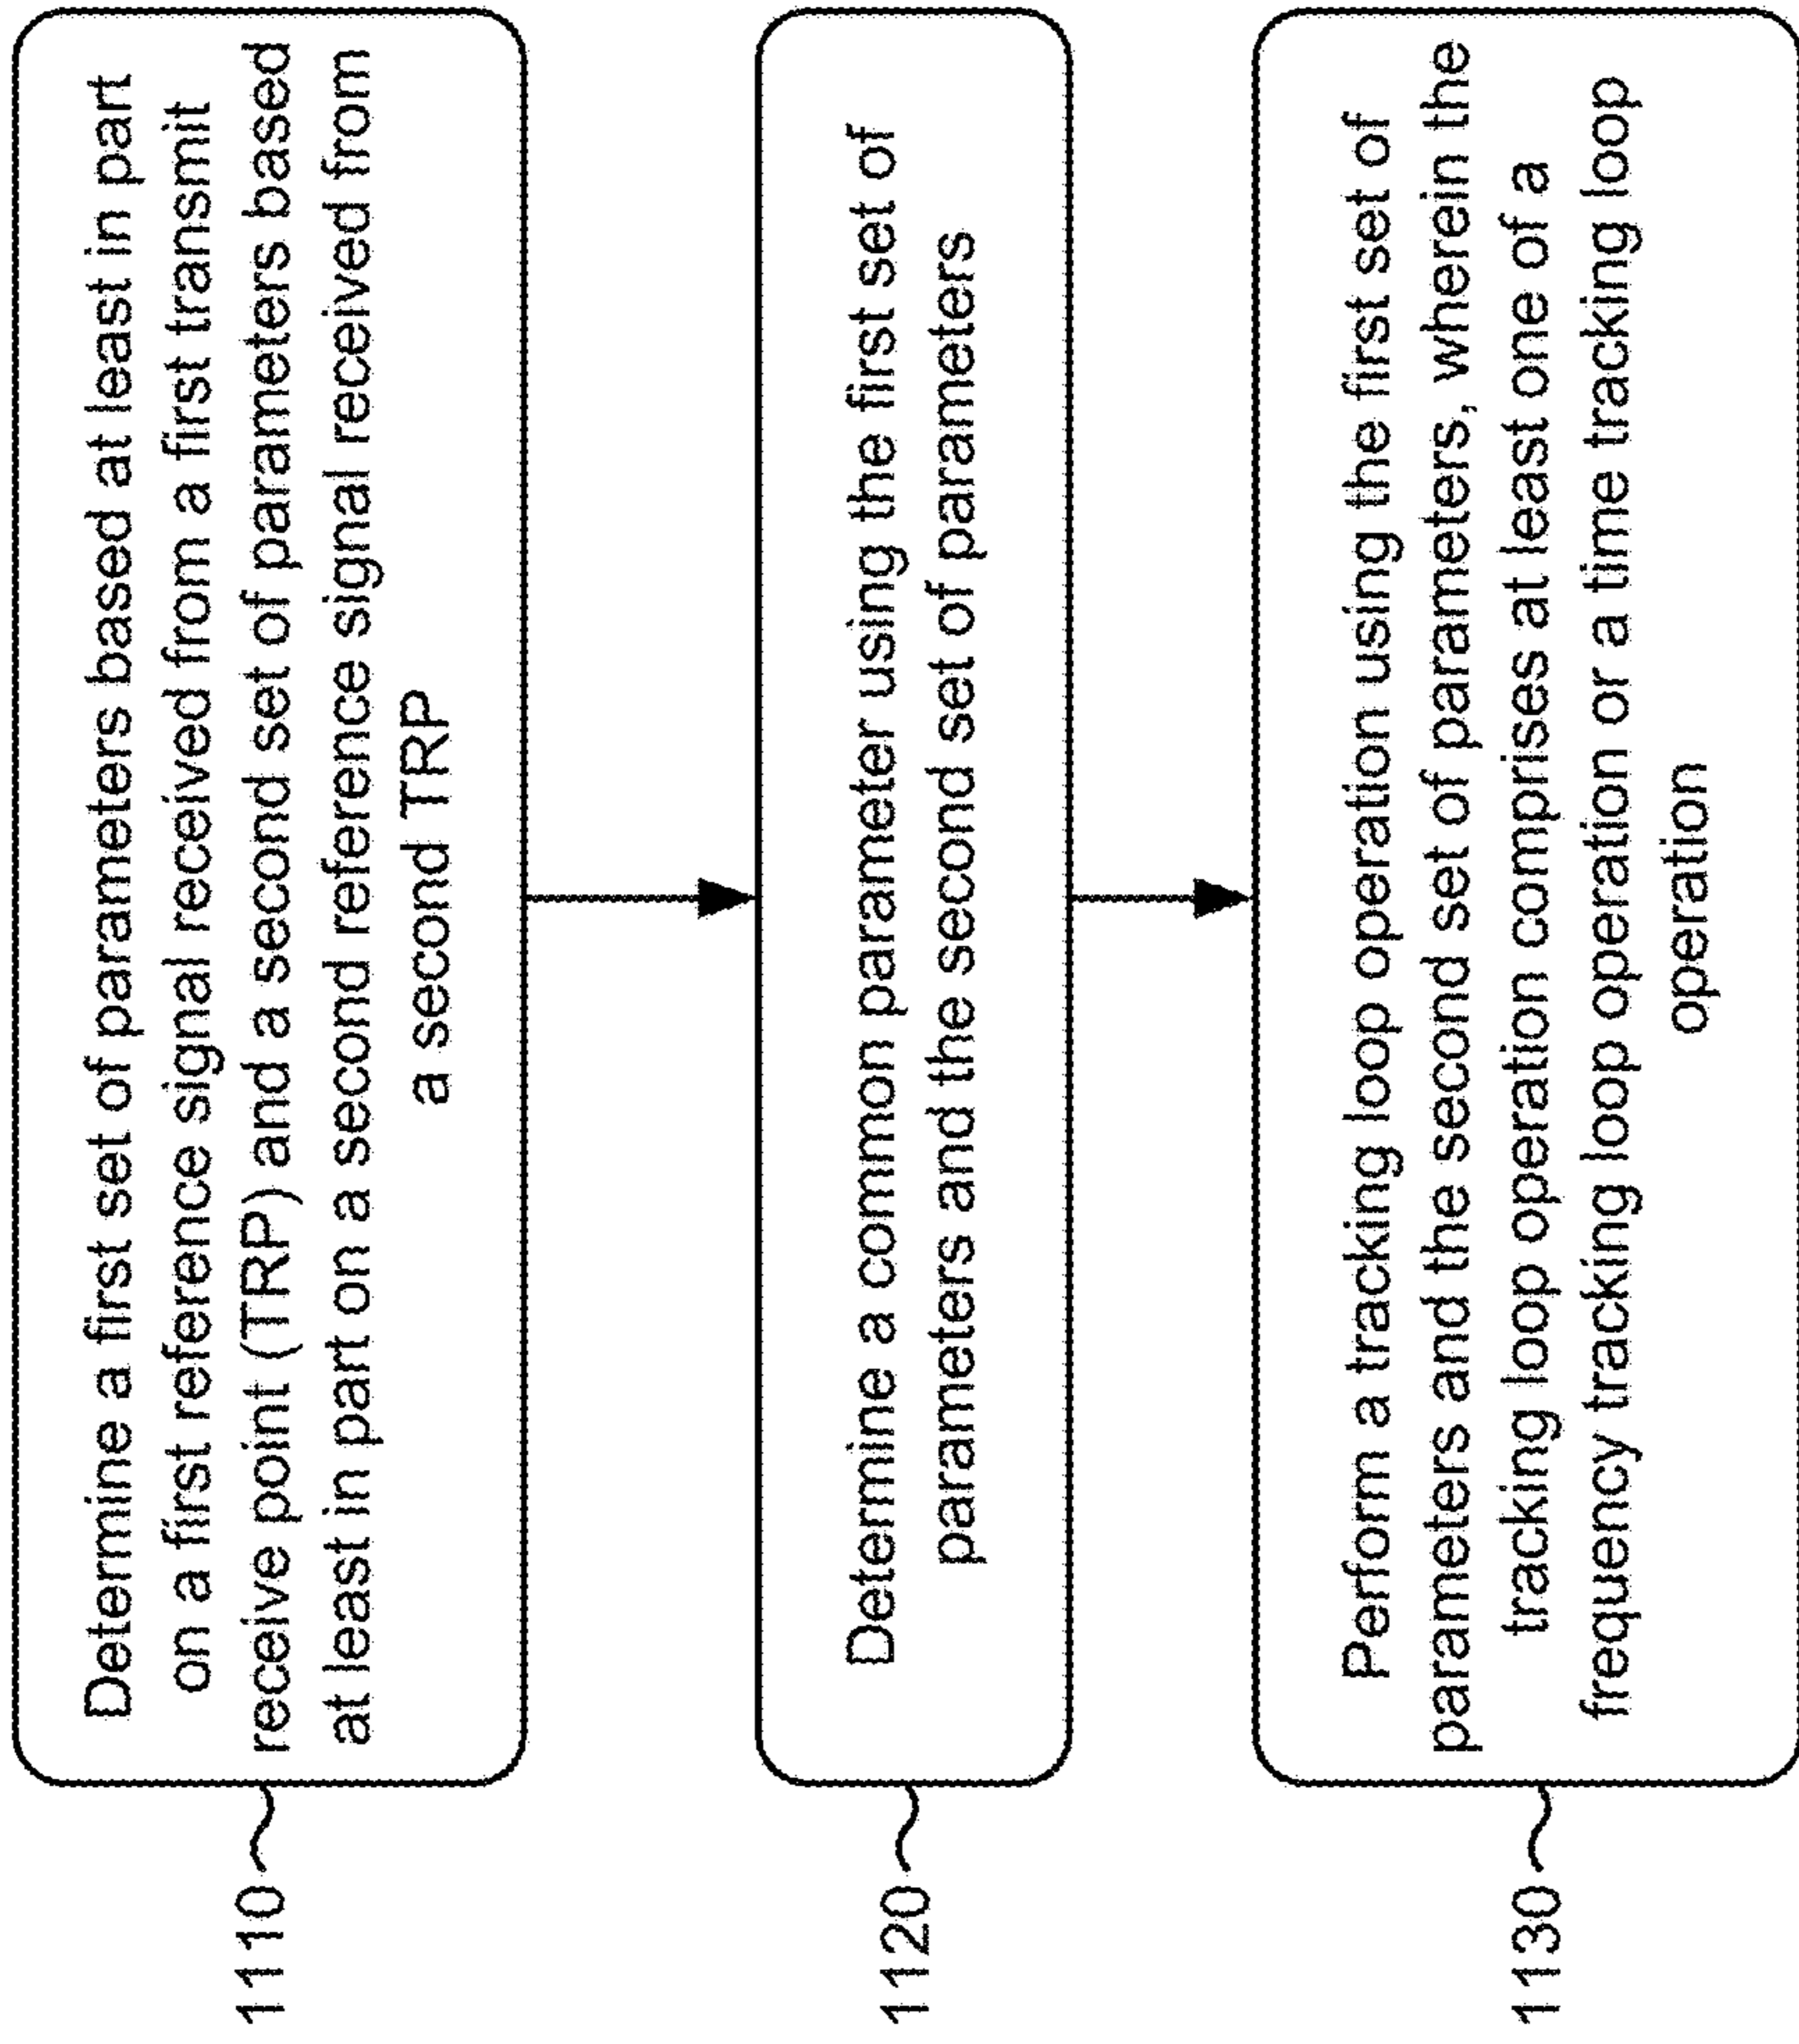 1110
Determine a first set of parameters based at least in part
on a first reference signal received from a first transmit
receive point (TRP) and a second set of parameters based
at least in part on a second reference signal received from
a second TRP
1120
Determine a common parameter using the first set of
parameters and the second set of parameters
1130
Perform a tracking loop operation using the first set of
parameters and the second set of parameters, wherein the
tracking loop operation comprises at least one of a
frequency tracking loop operation or a time tracking loop
operation